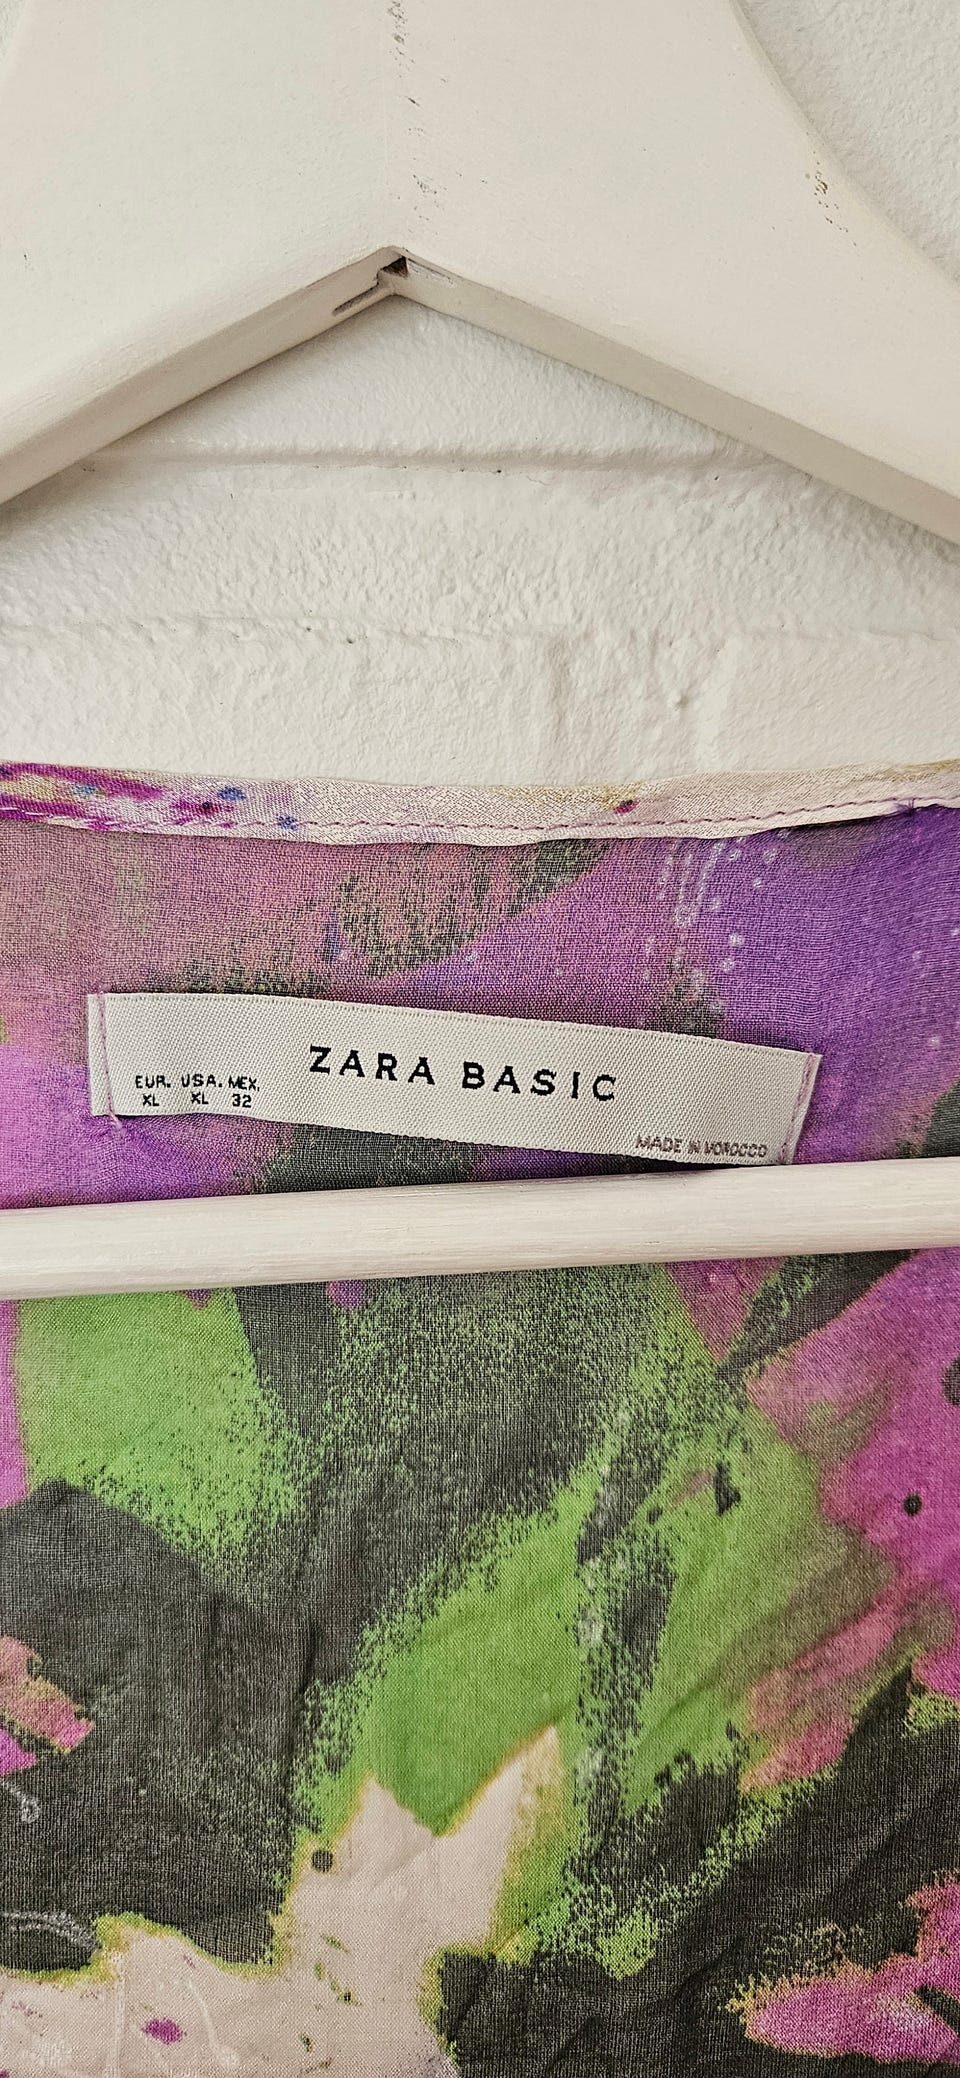 ZARA BASIC
EUR. USA. MEX.
XL XL 32
MADE IN MOROCCO